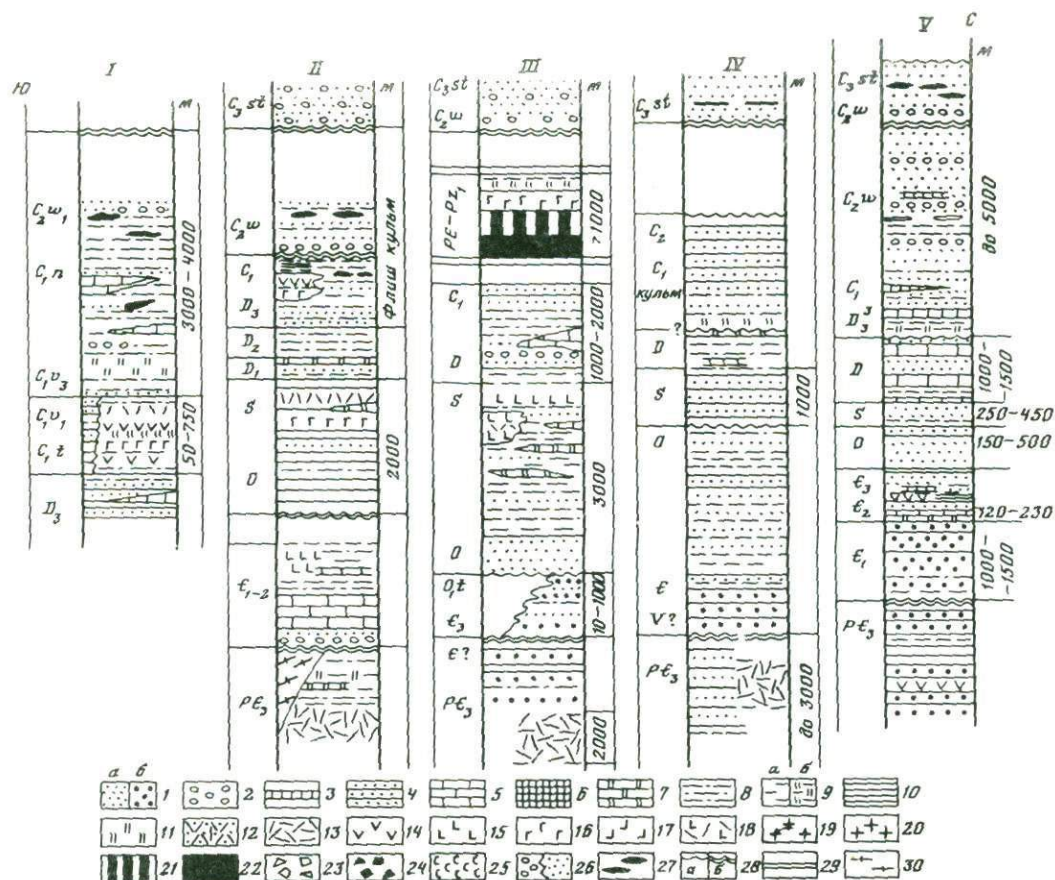 Ю I м
C₂w₁
C₁n
C₁v₃
C₁v₁
C₁t
D₃
3000-4000
50-750
II м
C₃st
C₂w
C₁
D₃
D₂
D₁
S
O
Є₁₋₂
PЄ₃
флиш кульм
2000
III м
C₃st
C₂w
PЄ-PZ₁
C₁
D
S
O
O₁t
Є₃
Є?
PЄ₃
?1000
1000-2000
3000
10-1000
2000
IV м
C₃st
C₂
C₁
кульм
?
D
S
O
Є
V?
PЄ₃
1000
до 3000
V С
м
C₃st
C₂w
C₂w
C₁
D₃³
D
S
O
Є₃
Є₂
Є₁
PЄ₃
до 5000
1000-
-1500
250-450
150-500
120-230
1000-
-1500
а б 1 2 3 4 5 6 7 8 а б 9 10
11 12 13 14 15 16 17 18 19 20
21 22 23 24 25 26 27 а б 28 29 30